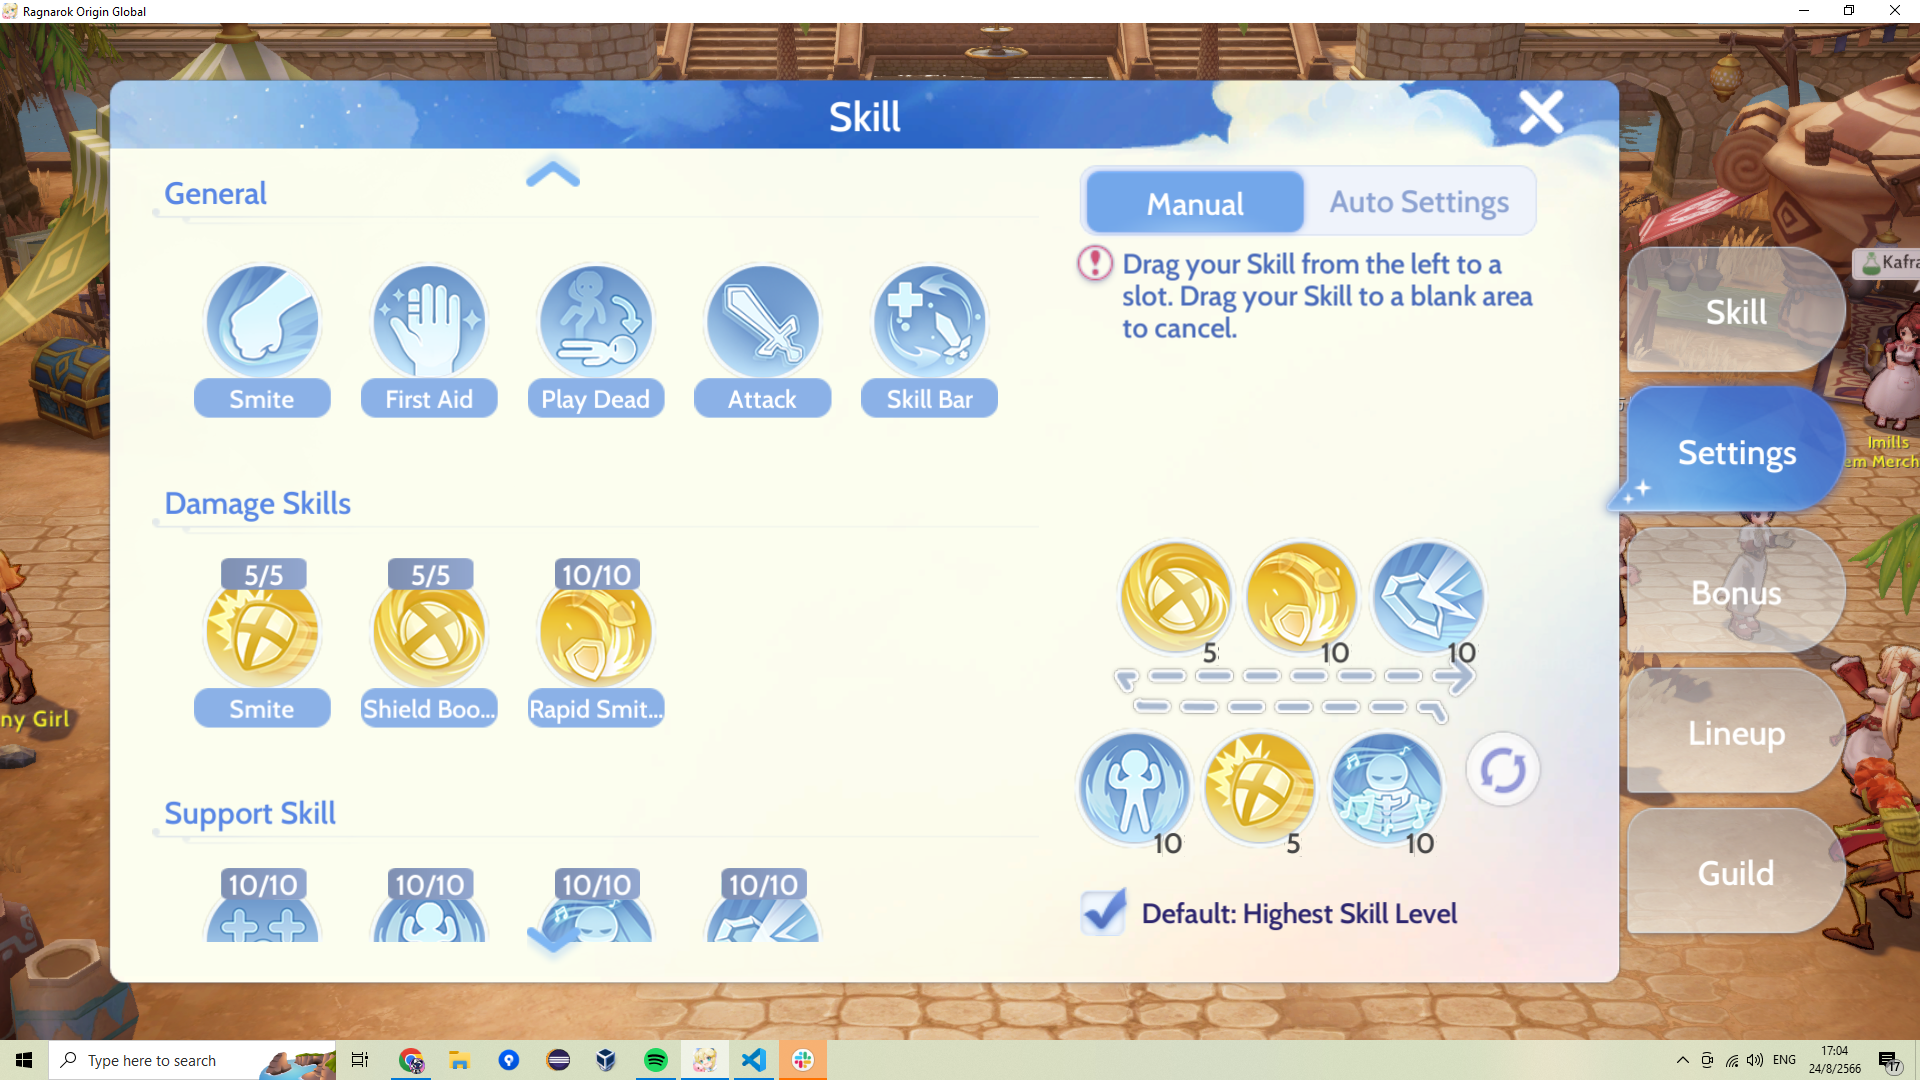 Ragnarok Origin Global
Skill
General
Smite
First Aid
Play Dead
Attack
Skill Bar
Damage Skills
5/5
5/5
10/10
Smite
Shield Boo...
Rapid Smit...
Support Skill
10/10
10/10
10/10
10/10
Manual
Auto Settings
Drag your Skill from the left to a
slot. Drag your Skill to a blank area
to cancel.
5
10
10
10
5
10
Default: Highest Skill Level
Skill
Settings
Bonus
Lineup
Guild
Kafra
Imills
em Merch
ny Girl
Type here to search
ENG
17:04
24/8/2566
17